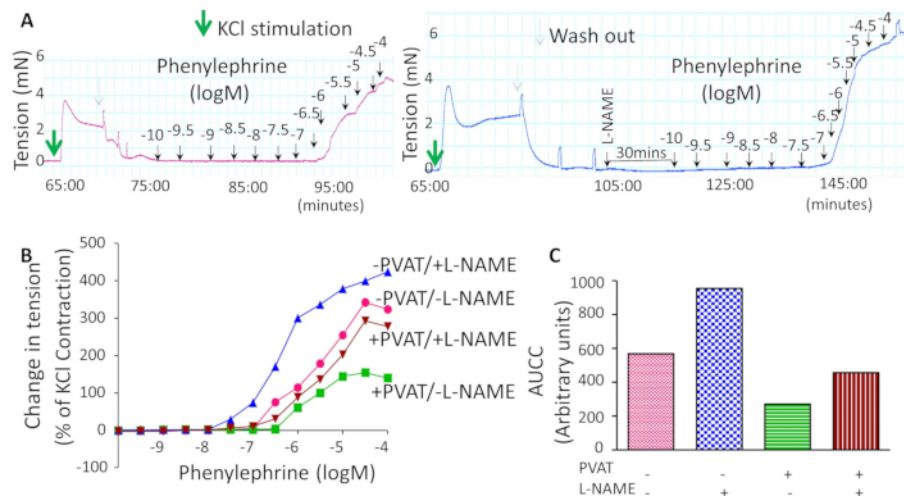 A
KCl stimulation
Wash out
Tension (mN)
6
4
2
0
Phenylephrine
(logM)
-10 -9.5 -9 -8.5 -8 -7.5 -7 -6.5 -6 -5.5 -5 -4.5 -4
65:00 75:00 85:00 95:00
(minutes)
Tension (mN)
6
4
2
0
Phenylephrine
(logM)
L-NAME
30mins
-10 -9.5 -9 -8.5 -8 -7.5 -7 -6.5 -6 -5.5 -5 -4.5 -4
65:00 105:00 125:00 145:00
(minutes)
B
Change in tension
(% of KCl Contraction)
500
400
300
200
100
0
-100
-9 -8 -7 -6 -5 -4
Phenylephrine (logM)
-PVAT/+L-NAME
-PVAT/-L-NAME
+PVAT/+L-NAME
+PVAT/-L-NAME
C
AUCC
(Arbitrary units)
1000
800
600
400
200
0
PVAT - - + +
L-NAME - + - +